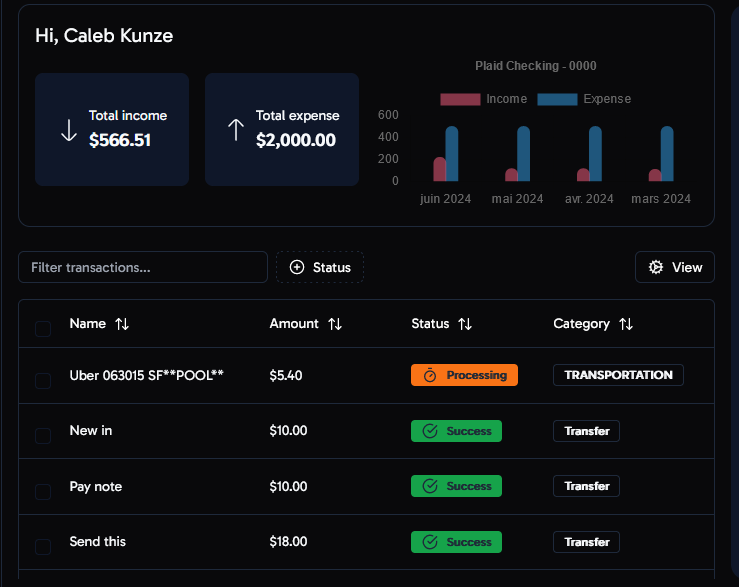 Hi, Caleb Kunze
Total income
$566.51
Total expense
$2,000.00
Plaid Checking - 0000
Income Expense
600
400
200
0
juin 2024 mai 2024 avr. 2024 mars 2024
Filter transactions... Status View
Name Amount Status Category
Uber 063015 SF**POOL** $5.40 Processing TRANSPORTATION
New in $10.00 Success Transfer
Pay note $10.00 Success Transfer
Send this $18.00 Success Transfer